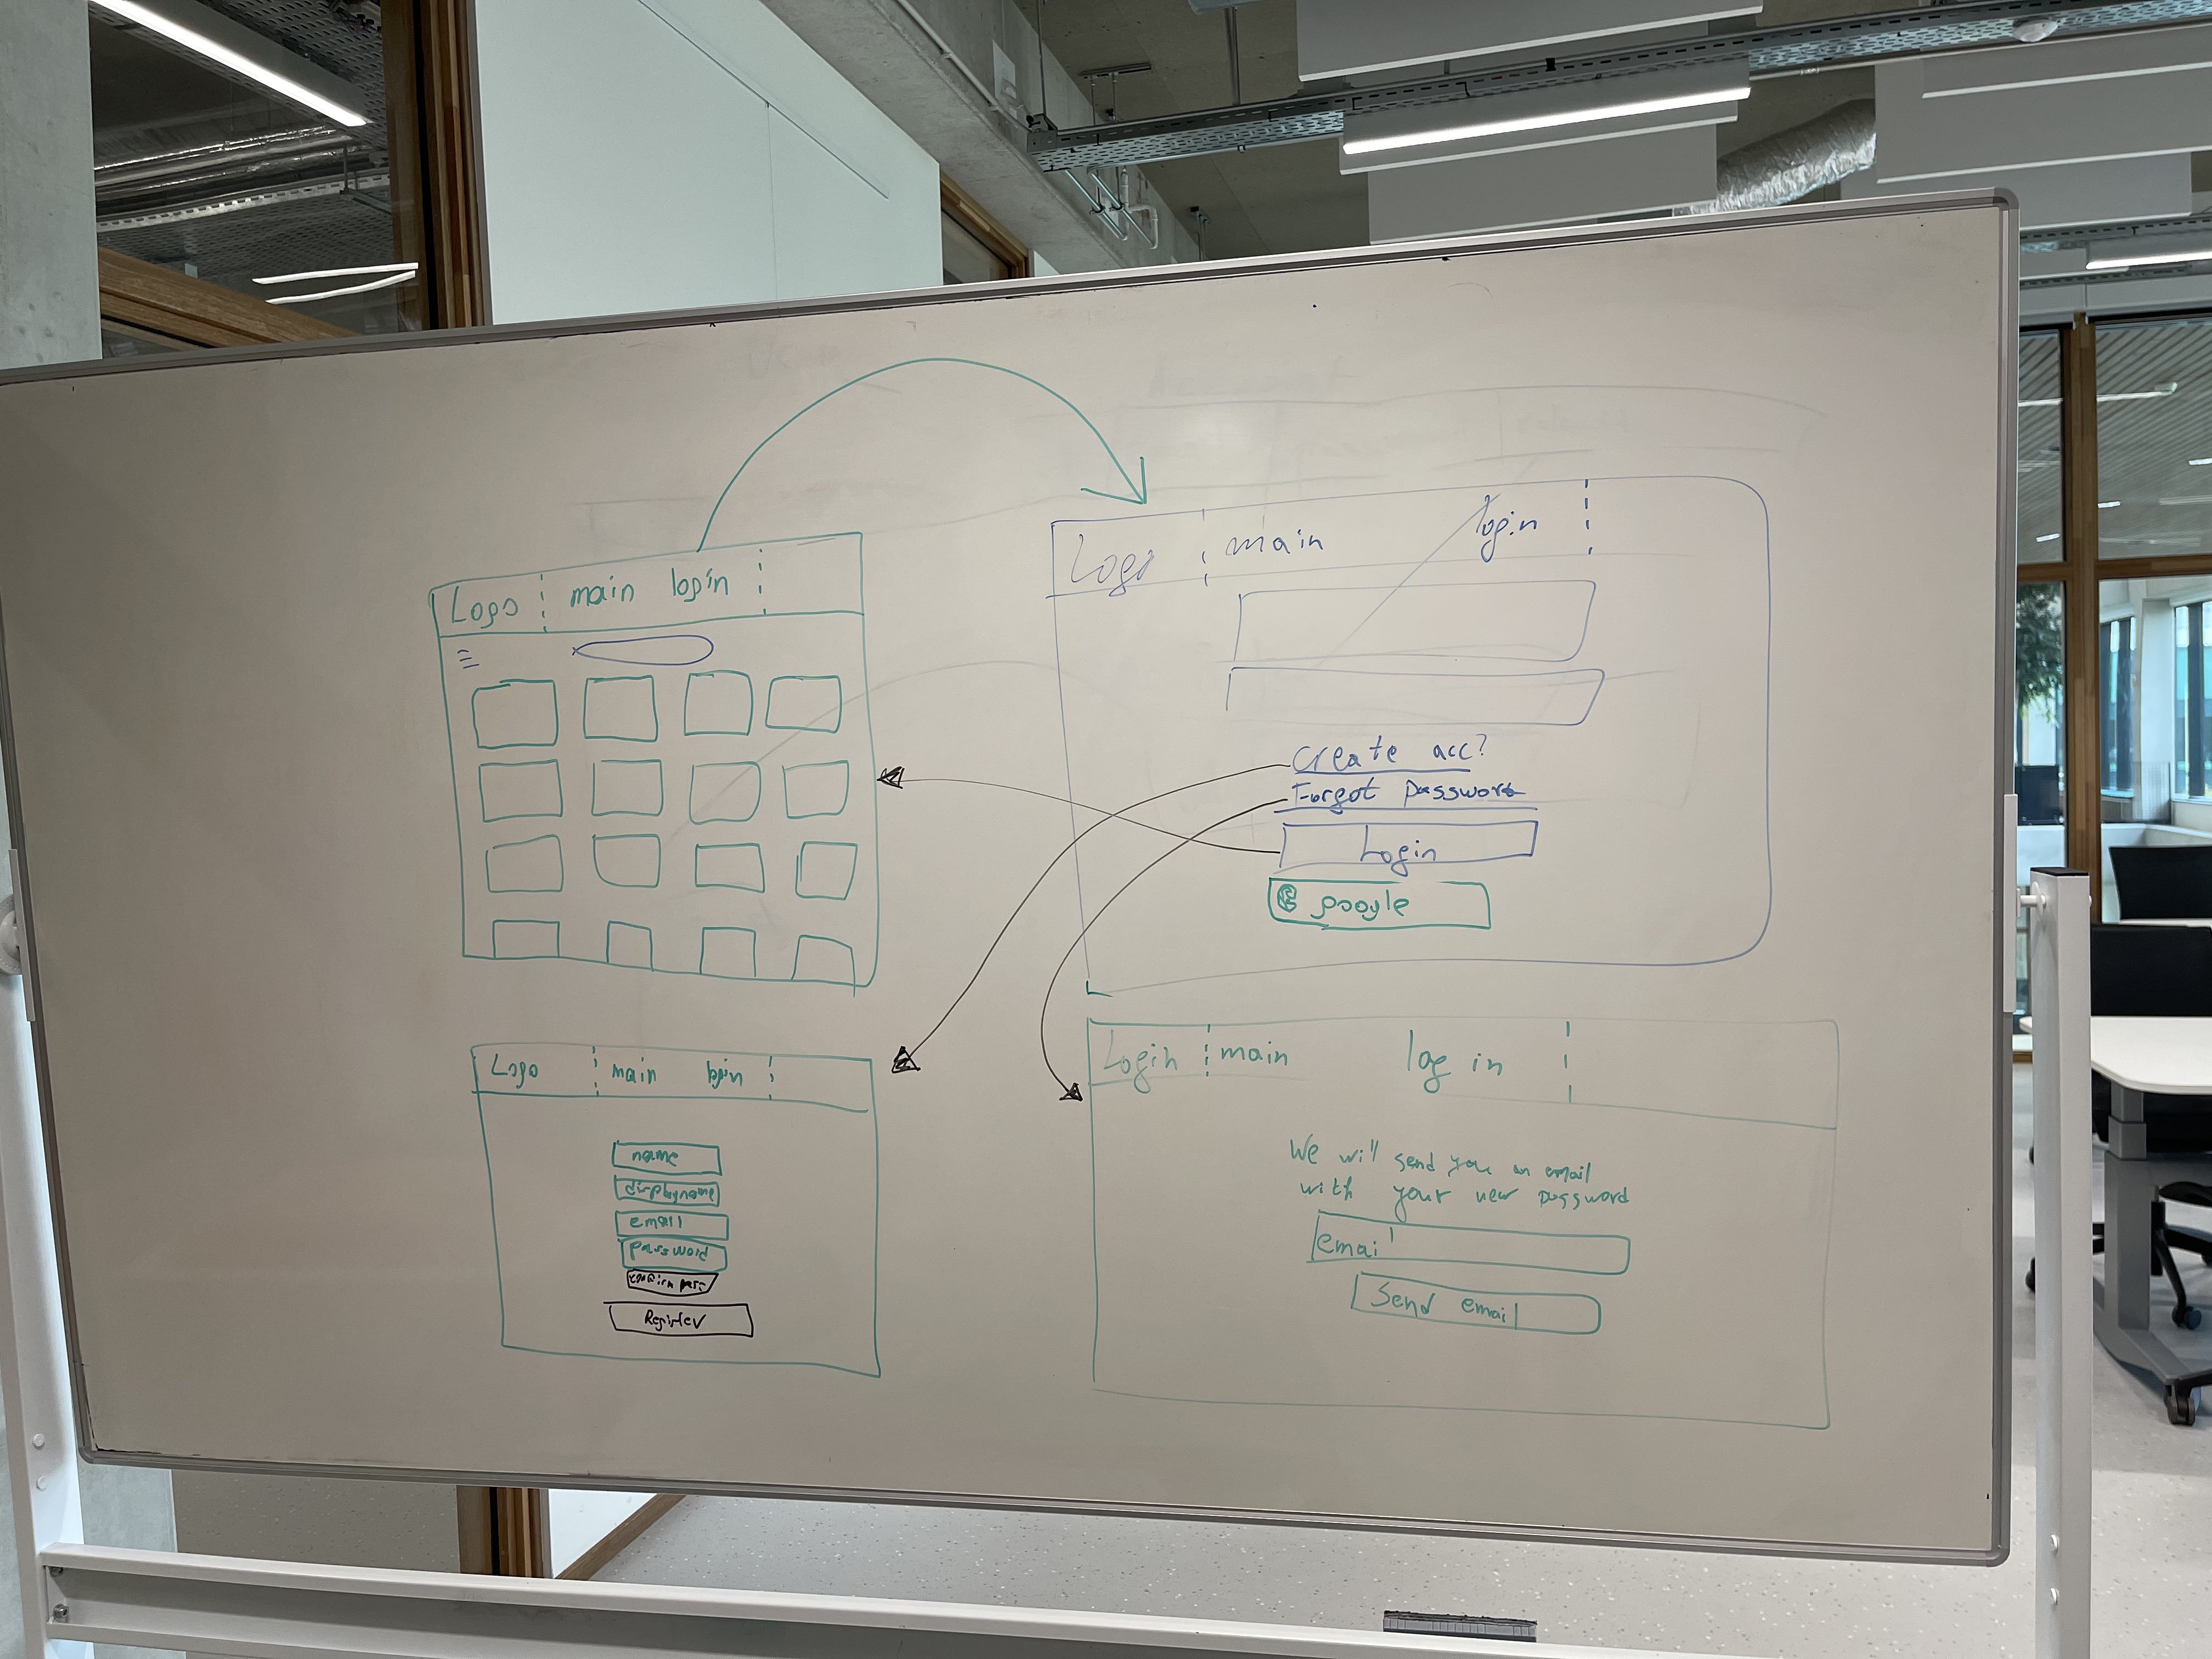 Logo main login
Logo main login
Create acc?
Forgot password
Login
google
Logo main login
name
displayname
email
password
confirm pass
Register
Login main log in
We will send you an email
with your new password
email
Send email